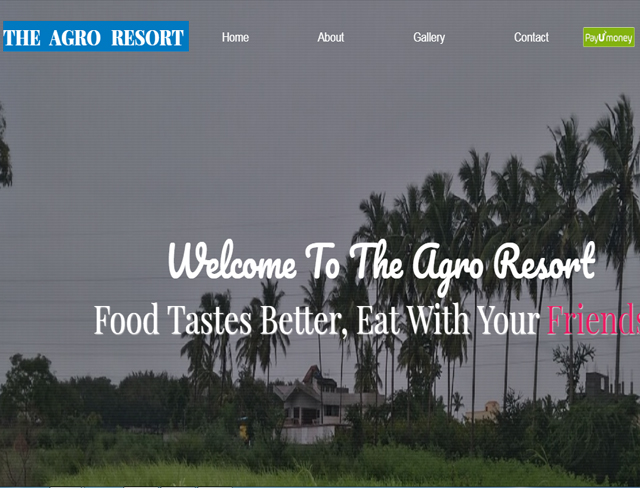 THE AGRO RESORT Home About Gallery Contact PayUmoney
Welcome To The Agro Resort
Food Tastes Better, Eat With Your Friends